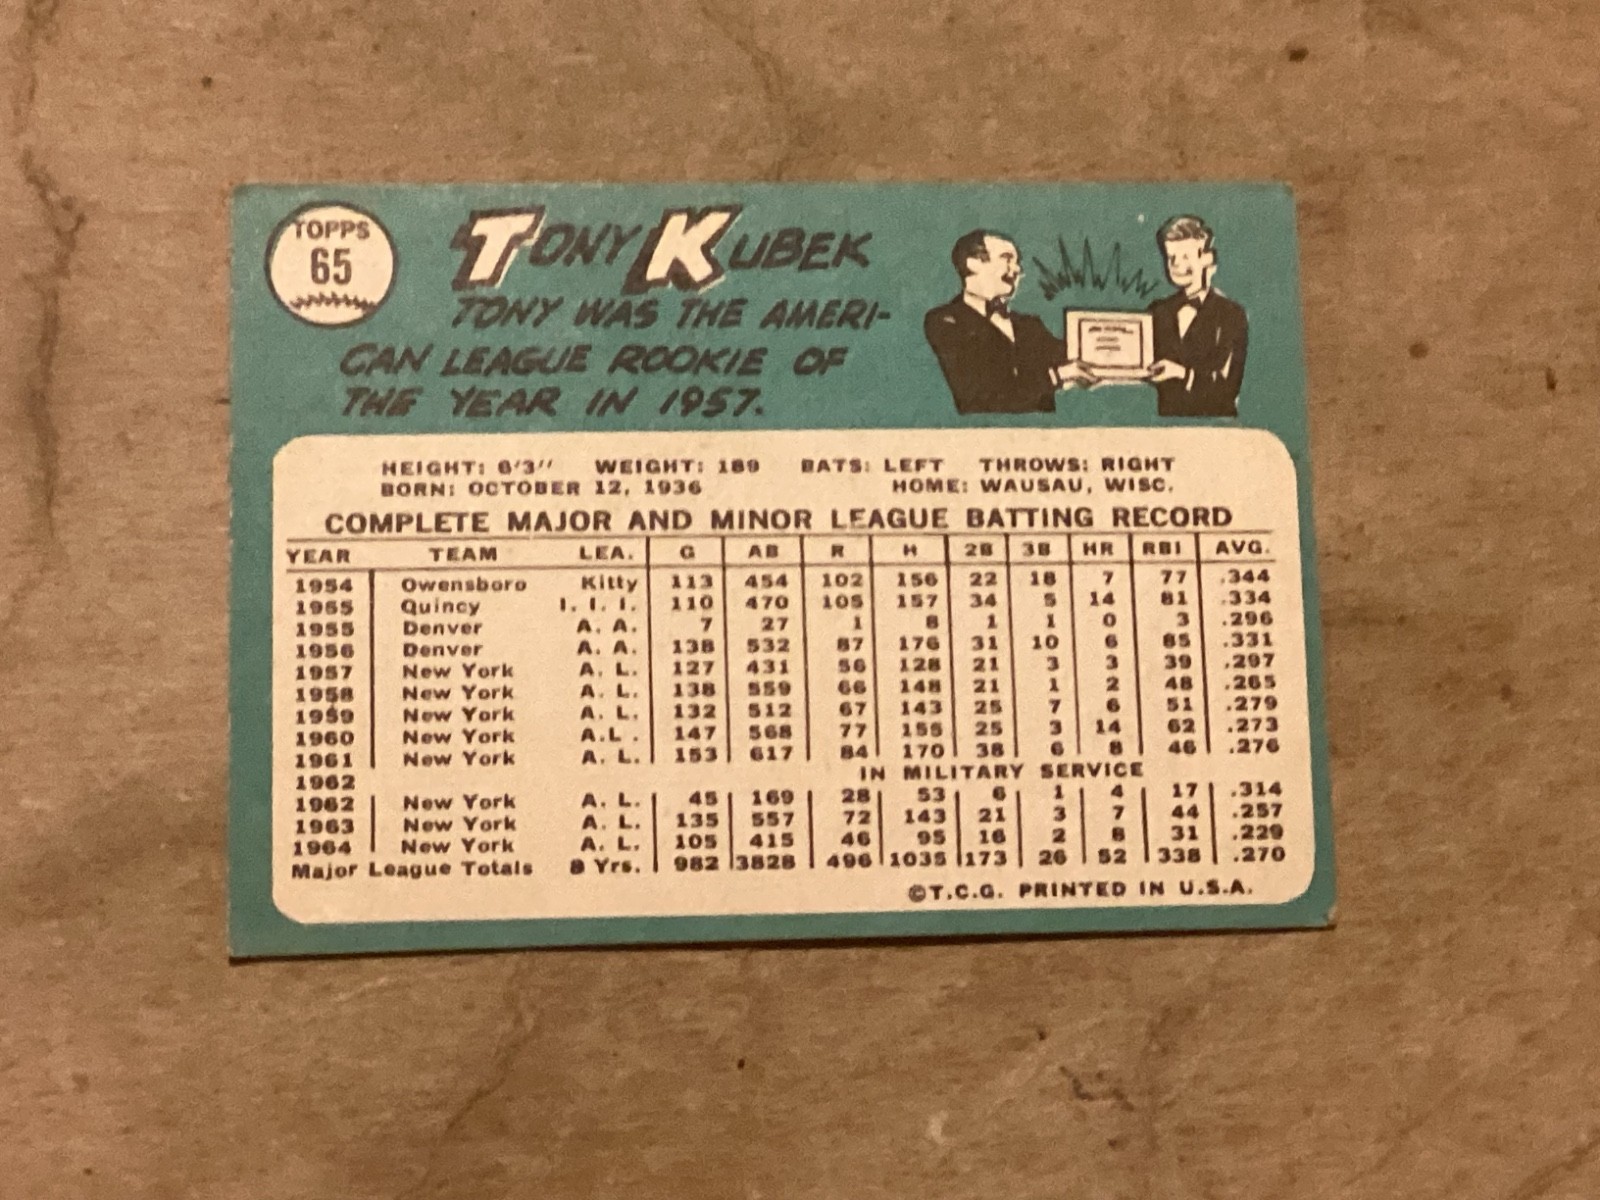 TOPPS
65
TONY KUBEK
TONY WAS THE AMERI-
CAN LEAGUE ROOKIE OF
THE YEAR IN 1957.
HEIGHT: 6'3" WEIGHT: 189 BATS: LEFT THROWS: RIGHT
BORN: OCTOBER 12, 1936 HOME: WAUSAU, WISC.
COMPLETE MAJOR AND MINOR LEAGUE BATTING RECORD
YEAR TEAM LEA. G AB R H 2B 3B HR RBI AVG.
1954 Owensboro Kitty 113 454 102 156 22 18 7 77 .344
1955 Quincy I. I. I. 110 470 105 157 34 5 14 81 .334
1955 Denver A. A. 7 27 1 8 1 1 0 3 .296
1956 Denver A. A. 138 532 87 176 31 10 6 85 .331
1957 New York A. L. 127 431 56 128 21 3 3 39 .297
1958 New York A. L. 138 559 66 148 21 1 2 48 .265
1959 New York A. L. 132 512 67 143 25 7 6 51 .279
1960 New York A.L. 147 568 77 155 25 3 14 62 .273
1961 New York A. L. 153 617 84 170 38 6 8 46 .276
1962 IN MILITARY SERVICE
1962 New York A. L. 45 169 28 53 6 1 4 17 .314
1963 New York A. L. 135 557 72 143 21 3 7 44 .257
1964 New York A. L. 105 415 46 95 16 2 8 31 .229
Major League Totals 8 Yrs. 982 3828 496 1035 173 26 52 338 .270
©T.C.G. PRINTED IN U.S.A.